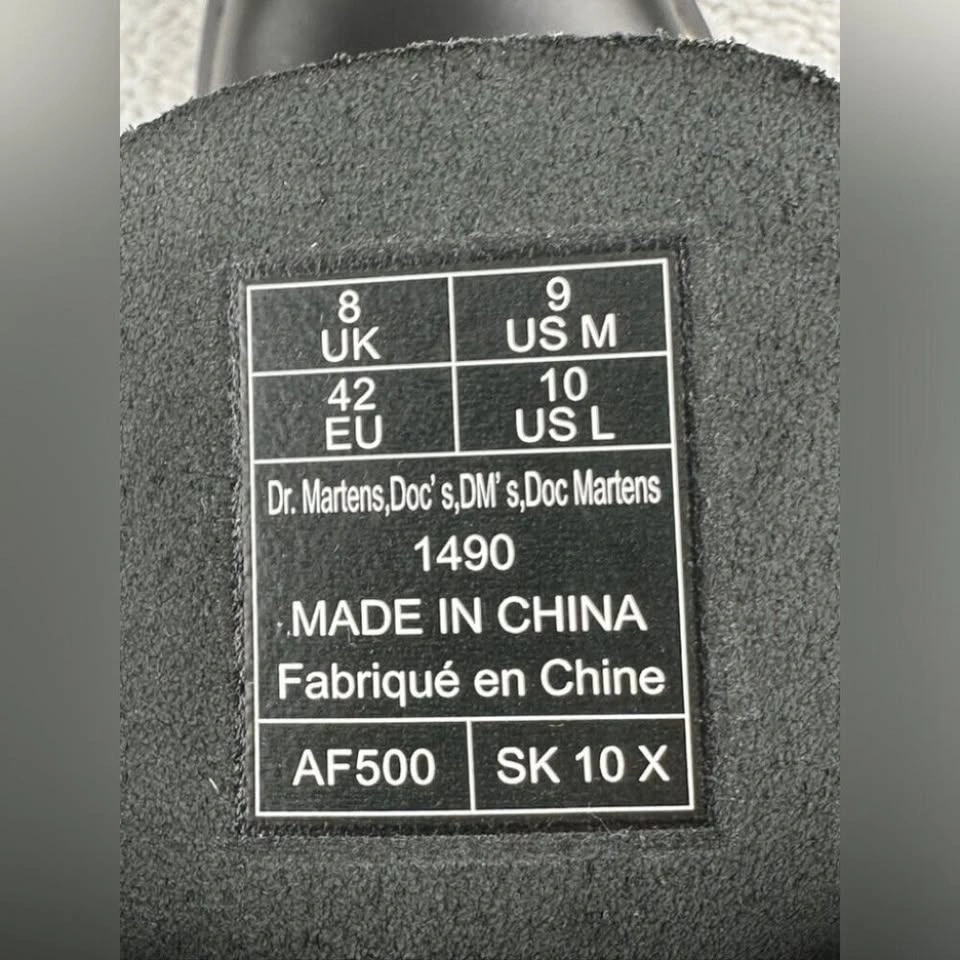 8
UK
9
US M
42
EU
10
US L
Dr. Martens,Doc's,DM's,Doc Martens
1490
MADE IN CHINA
Fabriqué en Chine
AF500
SK 10 X